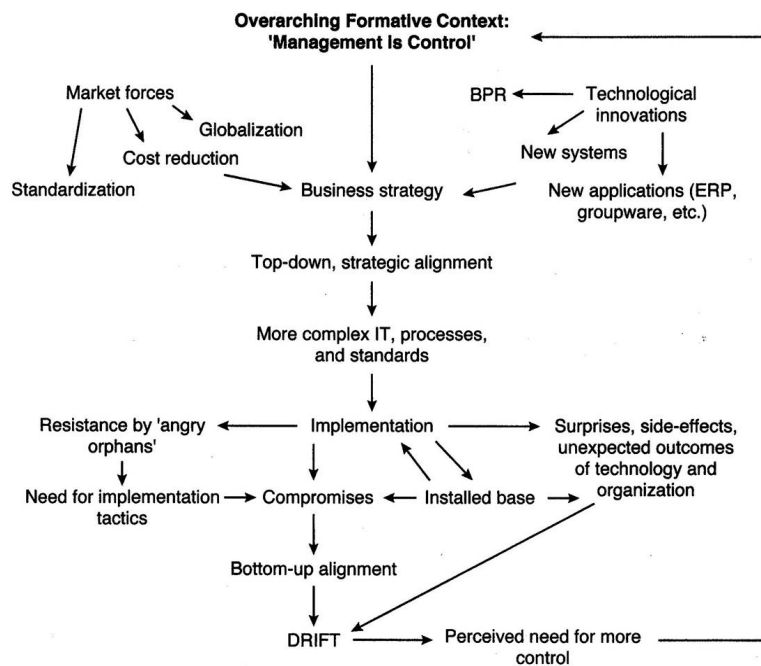 Overarching Formative Context:
'Management Is Control'
Market forces
BPR
Technological
innovations
Globalization
Cost reduction
New systems
Standardization
Business strategy
New applications (ERP,
groupware, etc.)
Top-down, strategic alignment
More complex IT, processes,
and standards
Resistance by 'angry
orphans'
Implementation
Surprises, side-effects,
unexpected outcomes
of technology and
organization
Need for implementation
tactics
Compromises
Installed base
Bottom-up alignment
DRIFT
Perceived need for more
control